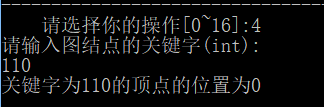 请选择你的操作[0~16]:4
请输入图结点的关键字(int):
110
关键字为110的顶点的位置为0